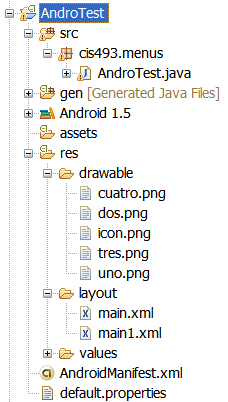 AndroTest
src
cis493.menus
AndroTest.java
gen [Generated Java Files]
Android 1.5
assets
res
drawable
cuatro.png
dos.png
icon.png
tres.png
uno.png
layout
main.xml
main1.xml
values
AndroidManifest.xml
default.properties